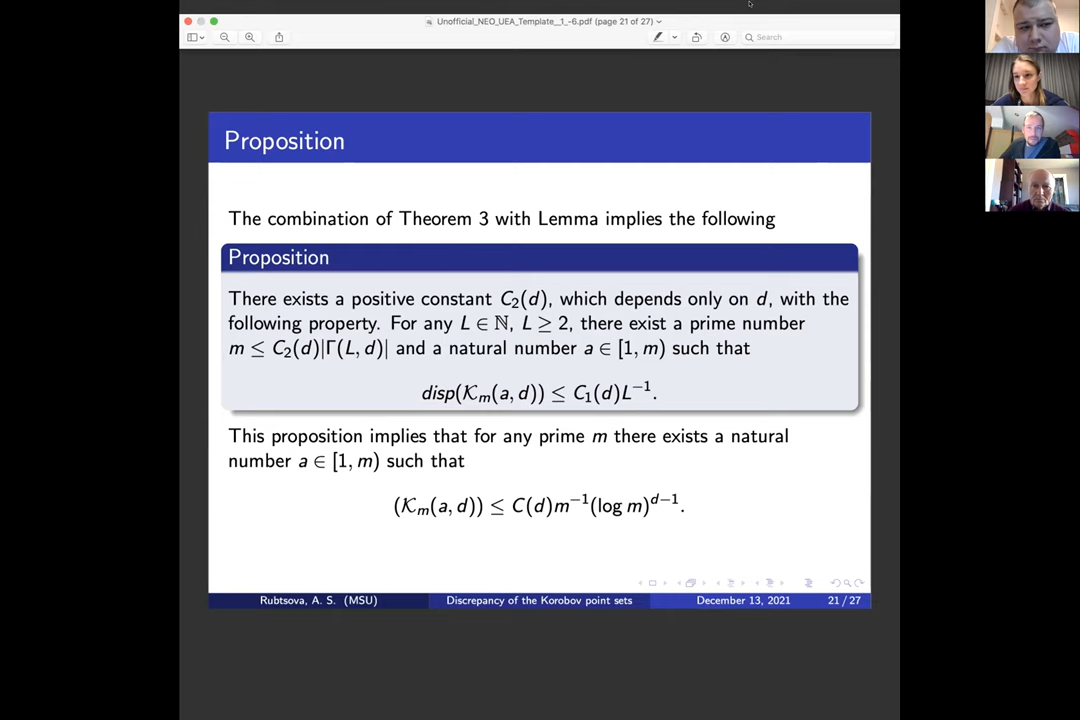 Unofficial_NEO_UEA_Template__1_-6.pdf (page 21 of 27)
Search
Proposition
The combination of Theorem 3 with Lemma implies the following
Proposition
There exists a positive constant C₂(d), which depends only on d, with the
following property. For any L ∈ ℕ, L ≥ 2, there exist a prime number
m ≤ C₂(d)|Γ(L, d)| and a natural number a ∈ [1, m) such that
disp(𝒦ₘ(a, d)) ≤ C₁(d)L⁻¹.
This proposition implies that for any prime m there exists a natural
number a ∈ [1, m) such that
(𝒦ₘ(a, d)) ≤ C(d)m⁻¹(log m)ᵈ⁻¹.
Rubtsova, A. S. (MSU)
Discrepancy of the Korobov point sets
December 13, 2021
21 / 27